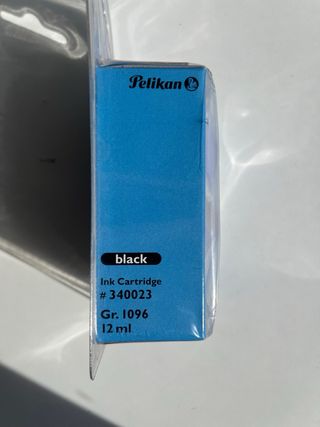 Pelikan
black
Ink Cartridge
# 340023
Gr. 1096
12 ml